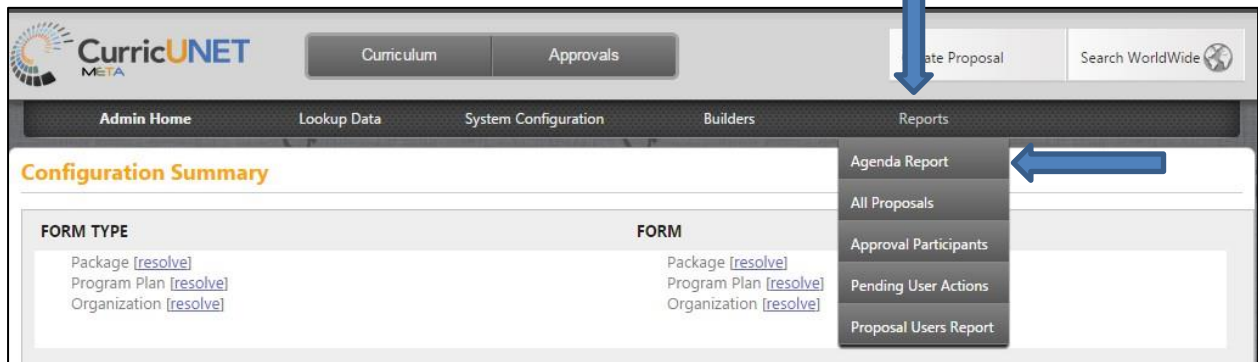 CurricUNET
META
Curriculum
Approvals
ate Proposal
Search WorldWide
Admin Home
Lookup Data
System Configuration
Builders
Reports
Configuration Summary
Agenda Report
All Proposals
Approval Participants
Pending User Actions
Proposal Users Report
FORM TYPE
Package [resolve]
Program Plan [resolve]
Organization [resolve]
FORM
Package [resolve]
Program Plan [resolve]
Organization [resolve]